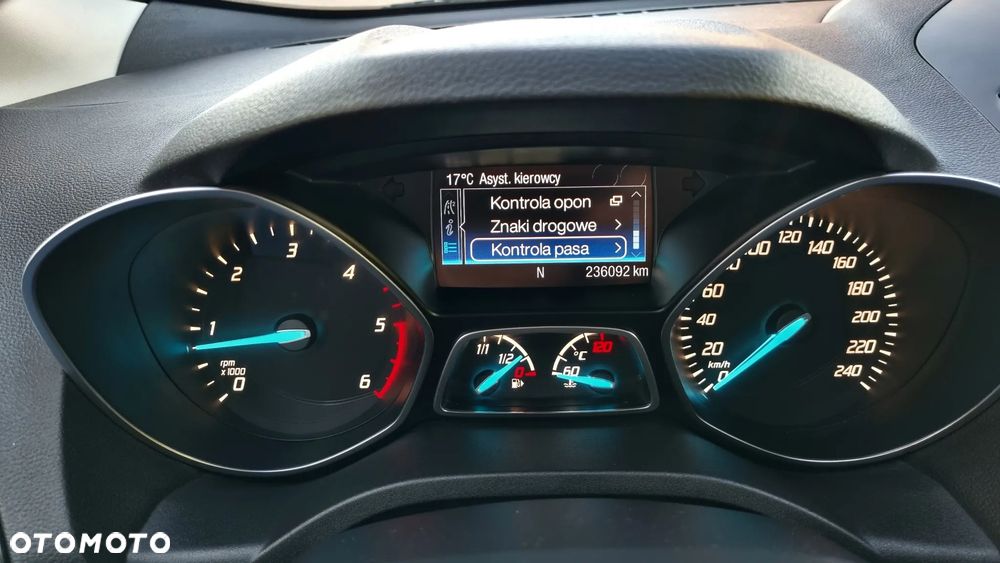 17°C Asyst. kierowcy
Kontrola opon
Znaki drogowe
Kontrola pasa
N 236092 km
0 1 2 3 4 5 6
rpm
x1000
1/1 1/2 0
°C 60 120
0 20 40 60 80 100 120 140 160 180 200 220 240
km/h
OTOMOTO